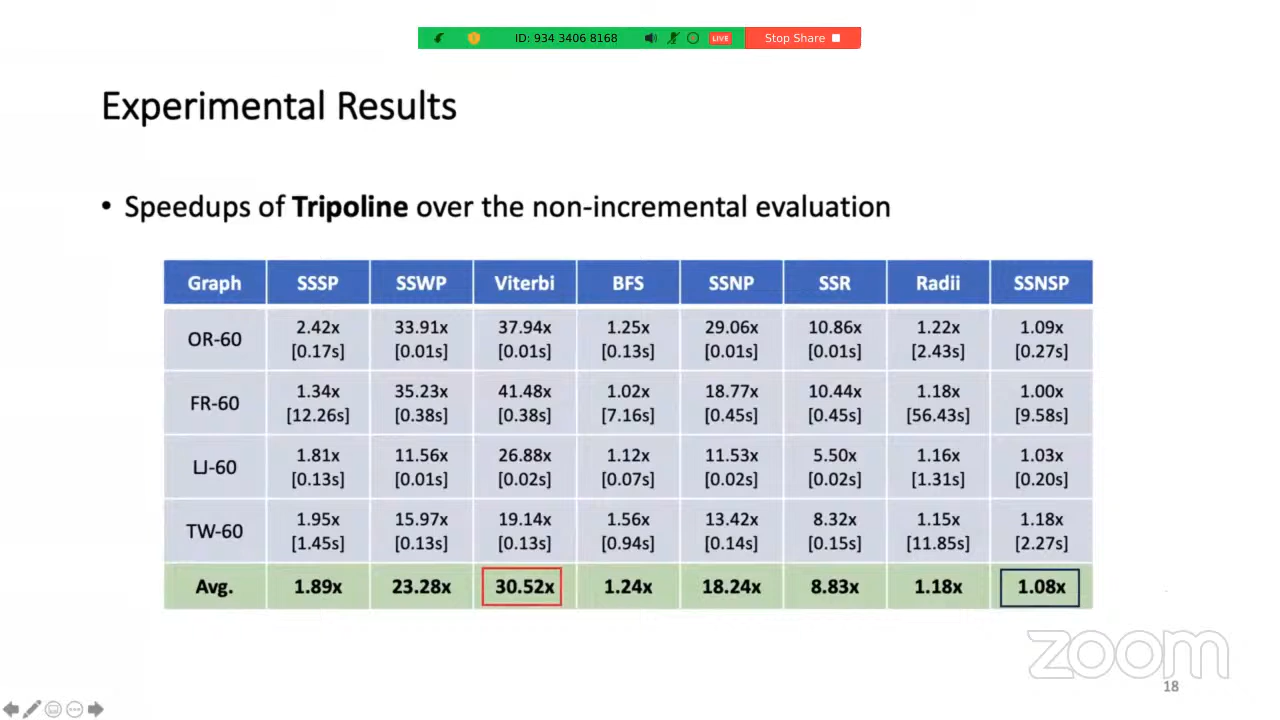 ID: 934 3406 8168 LIVE Stop Share
Experimental Results
• Speedups of Tripoline over the non-incremental evaluation
Graph SSSP SSWP Viterbi BFS SSNP SSR Radii SSNSP
OR-60 2.42x 33.91x 37.94x 1.25x 29.06x 10.86x 1.22x 1.09x
[0.17s] [0.01s] [0.01s] [0.13s] [0.01s] [0.01s] [2.43s] [0.27s]
FR-60 1.34x 35.23x 41.48x 1.02x 18.77x 10.44x 1.18x 1.00x
[12.26s] [0.38s] [0.38s] [7.16s] [0.45s] [0.45s] [56.43s] [9.58s]
LJ-60 1.81x 11.56x 26.88x 1.12x 11.53x 5.50x 1.16x 1.03x
[0.13s] [0.01s] [0.02s] [0.07s] [0.02s] [0.02s] [1.31s] [0.20s]
TW-60 1.95x 15.97x 19.14x 1.56x 13.42x 8.32x 1.15x 1.18x
[1.45s] [0.13s] [0.13s] [0.94s] [0.14s] [0.15s] [11.85s] [2.27s]
Avg. 1.89x 23.28x 30.52x 1.24x 18.24x 8.83x 1.18x 1.08x
zoom
18